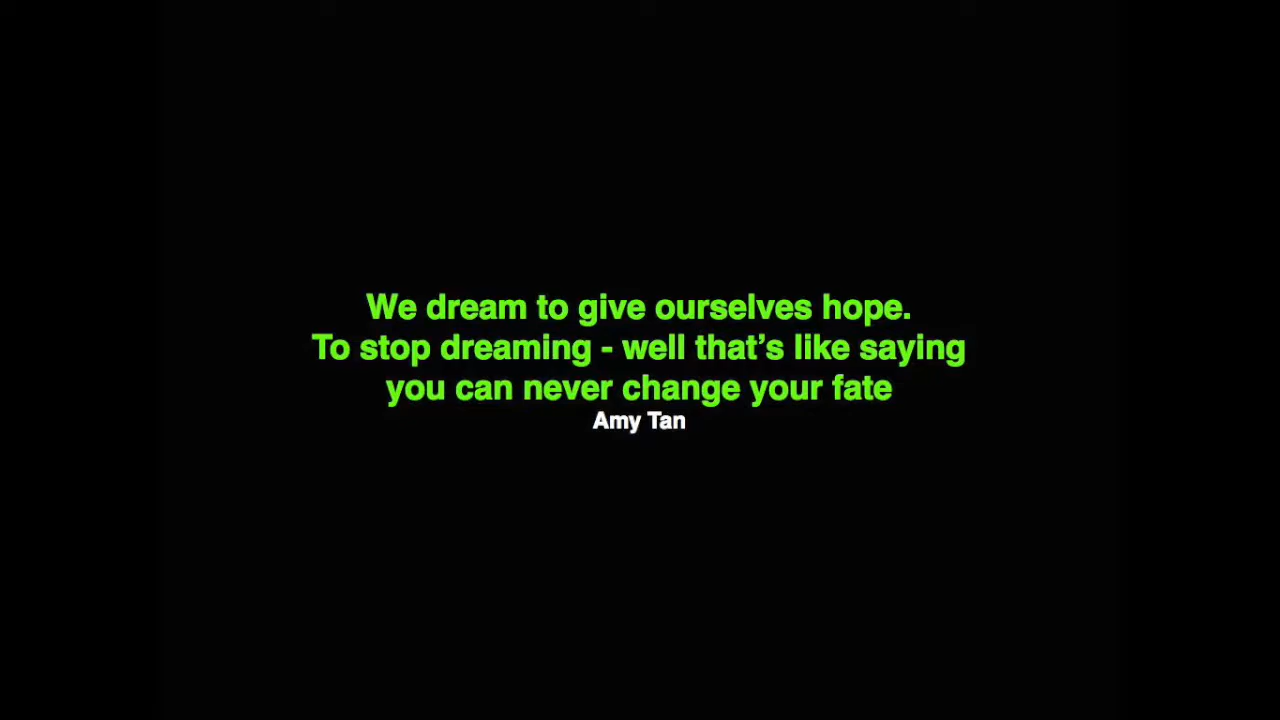 We dream to give ourselves hope.
To stop dreaming - well that’s like saying
you can never change your fate
Amy Tan